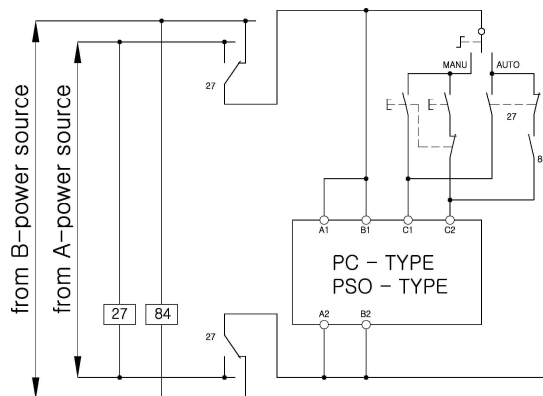 from B-power source
from A-power source
27
84
27
27
MANU
AUTO
27
8
A1
B1
C1
C2
PC - TYPE
PSO - TYPE
A2
B2